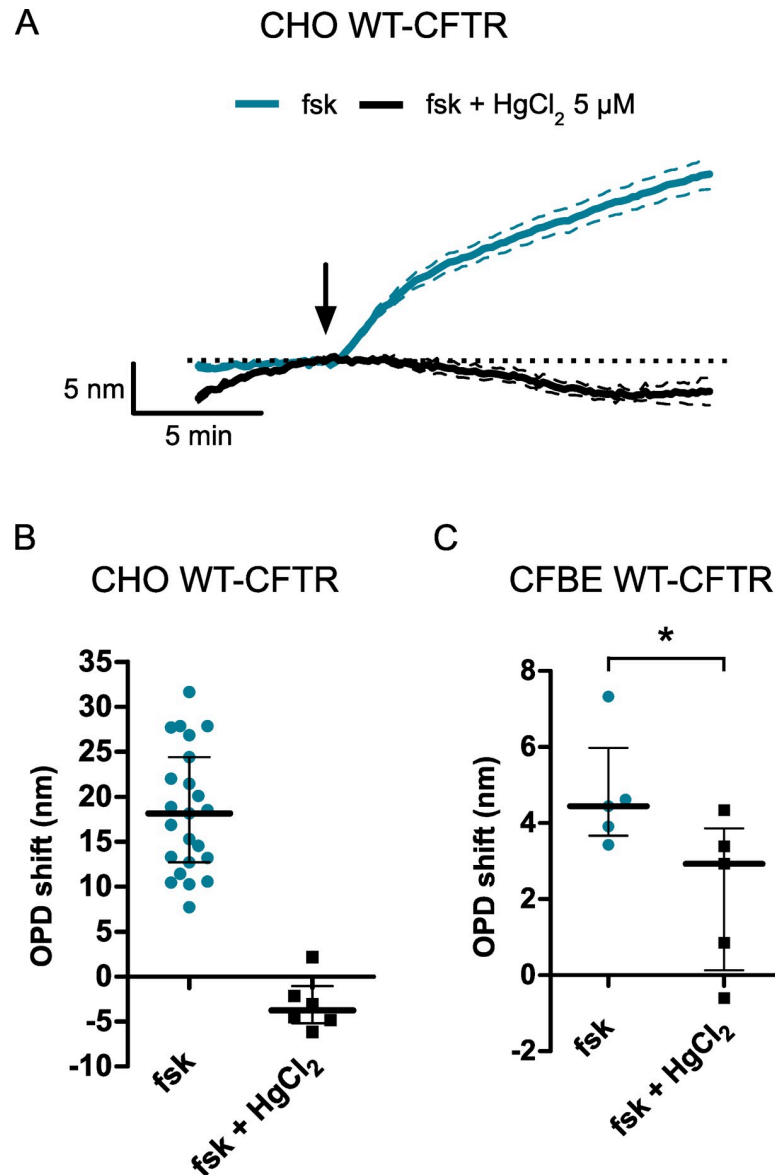 A
CHO WT-CFTR
fsk fsk + HgCl₂ 5 µM
5 nm
5 min
B
CHO WT-CFTR
OPD shift (nm)
35
30
25
20
15
10
5
0
-5
-10
fsk
fsk + HgCl₂
C
CFBE WT-CFTR
*
OPD shift (nm)
8
6
4
2
0
-2
fsk
fsk + HgCl₂